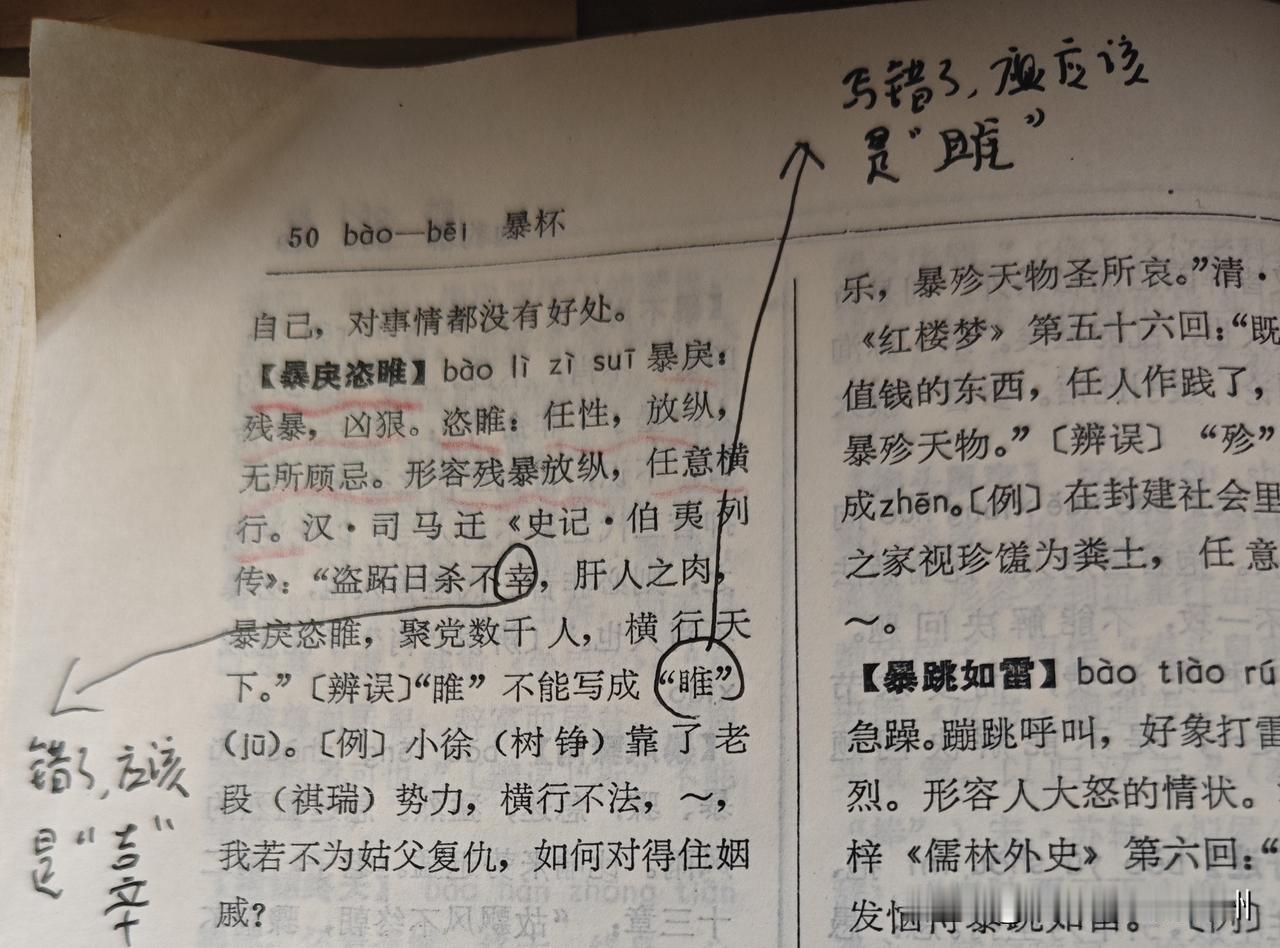 写错了,应该
是“雎”
50 bào—bēi 暴杯
自己，对事情都没有好处。
【暴戾恣睢】bào lì zì suī 暴戾：
残暴，凶狠。恣睢：任性，放纵，
无所顾忌。形容残暴放纵，任意横
行。汉·司马迁《史记·伯夷列
传》：“盗跖日杀不幸，肝人之肉，
暴戾恣睢，聚党数千人，横行天
下。”〔辨误〕“睢”不能写成“睢”
（jū）。〔例〕小徐（树铮）靠了老
段（祺瑞）势力，横行不法，～，
我若不为姑父复仇，如何对得住姻
戚？
错了,应该
是“辜”
乐，暴殄天物圣所哀。”清·
《红楼梦》第五十六回：“既
值钱的东西，任人作践了，
暴殄天物。”〔辨误〕“殄”
成zhēn。〔例〕在封建社会里
之家视珍馐为粪土，任意
～。
【暴跳如雷】bào tiào rú
急躁。蹦跳呼叫，好象打雷
烈。形容人大怒的情状。
梓《儒林外史》第六回：“
发恼得暴跳如雷。〔例〕